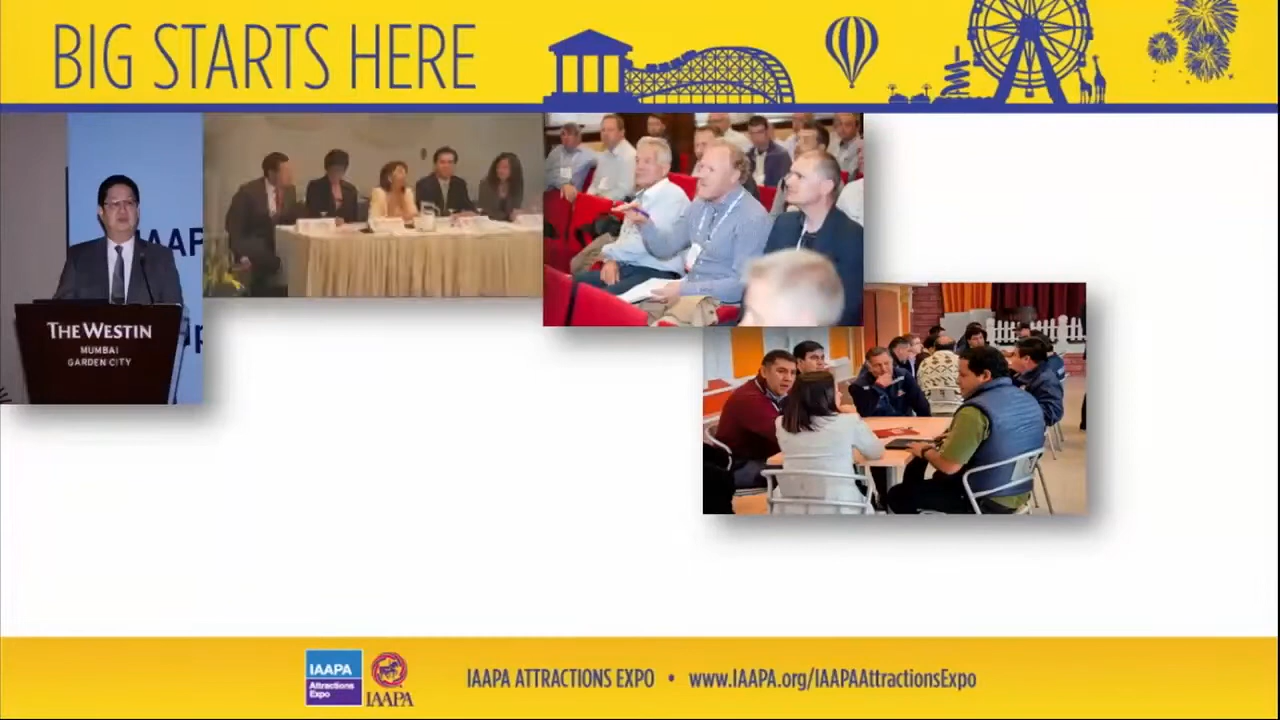 BIG STARTS HERE
IAAP
THE WESTIN
MUMBAI
GARDEN CITY
IAAPA
Attractions
Expo
IAAPA
IAAPA ATTRACTIONS EXPO • www.IAAPA.org/IAAPAAttractionsExpo